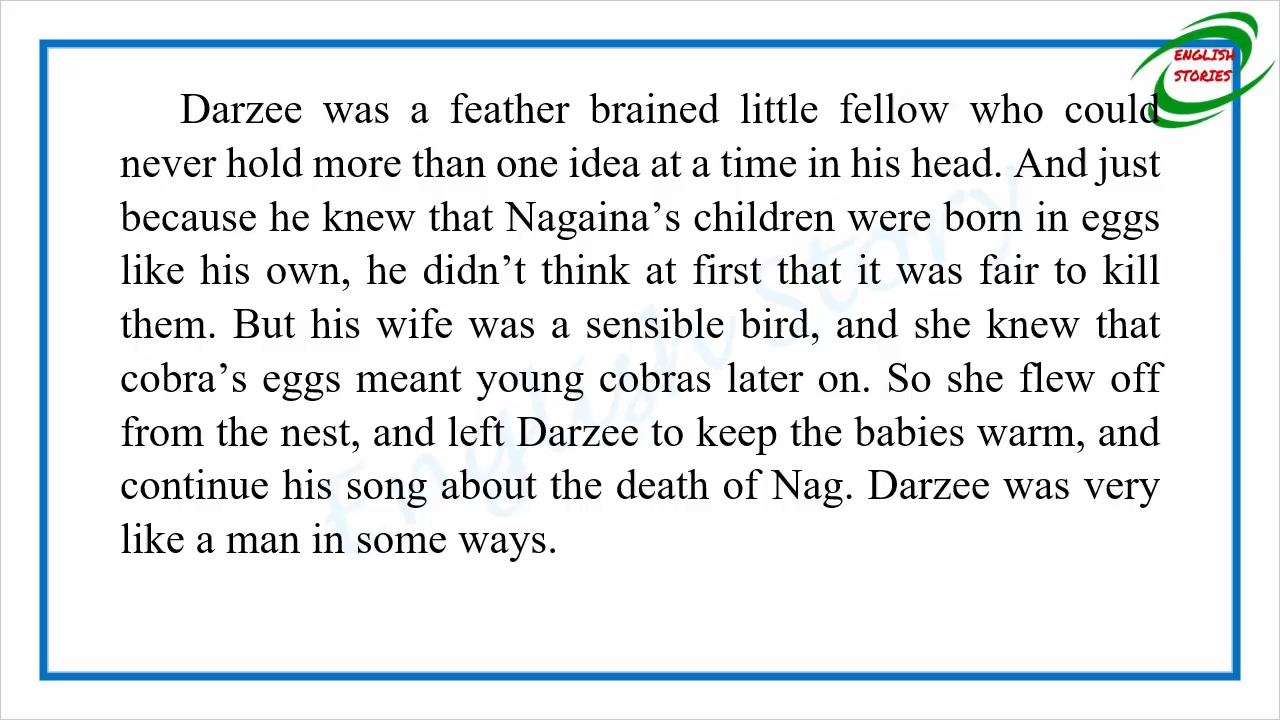 ENGLISH
STORIES
Darzee was a feather brained little fellow who could
never hold more than one idea at a time in his head. And just
because he knew that Nagaina’s children were born in eggs
like his own, he didn’t think at first that it was fair to kill
them. But his wife was a sensible bird, and she knew that
cobra’s eggs meant young cobras later on. So she flew off
from the nest, and left Darzee to keep the babies warm, and
continue his song about the death of Nag. Darzee was very
like a man in some ways.
English Story